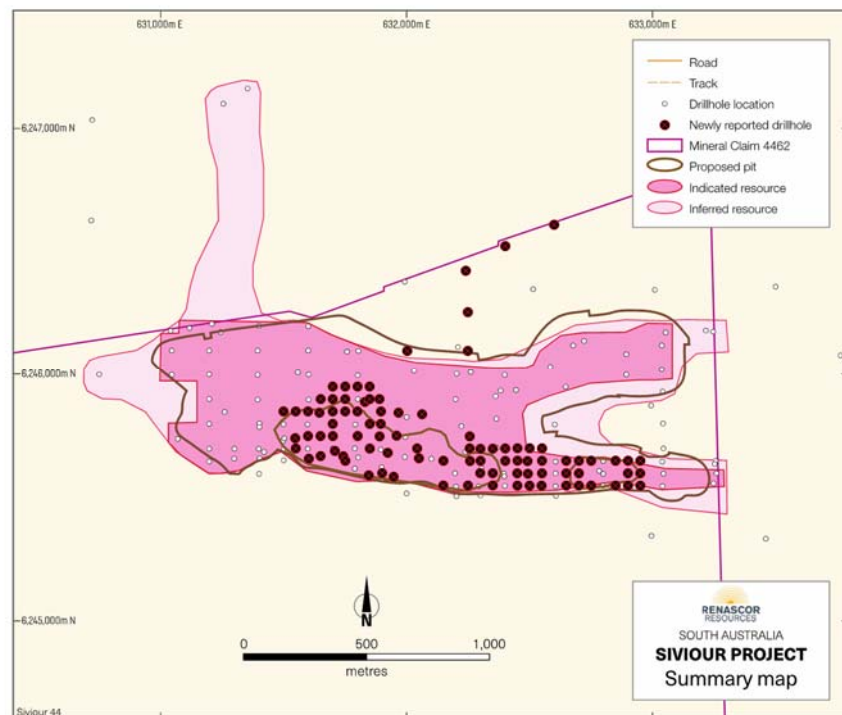 631,000m E
632,000m E
633,000m E
6,247,000m N
6,246,000m N
6,245,000m N
Road
Track
Drillhole location
Newly reported drillhole
Mineral Claim 4462
Proposed pit
Indicated resource
Inferred resource
N
0 500 1,000
metres
RENASCOR
RESOURCES
SOUTH AUSTRALIA
SIVIOUR PROJECT
Summary map
Siviour 44